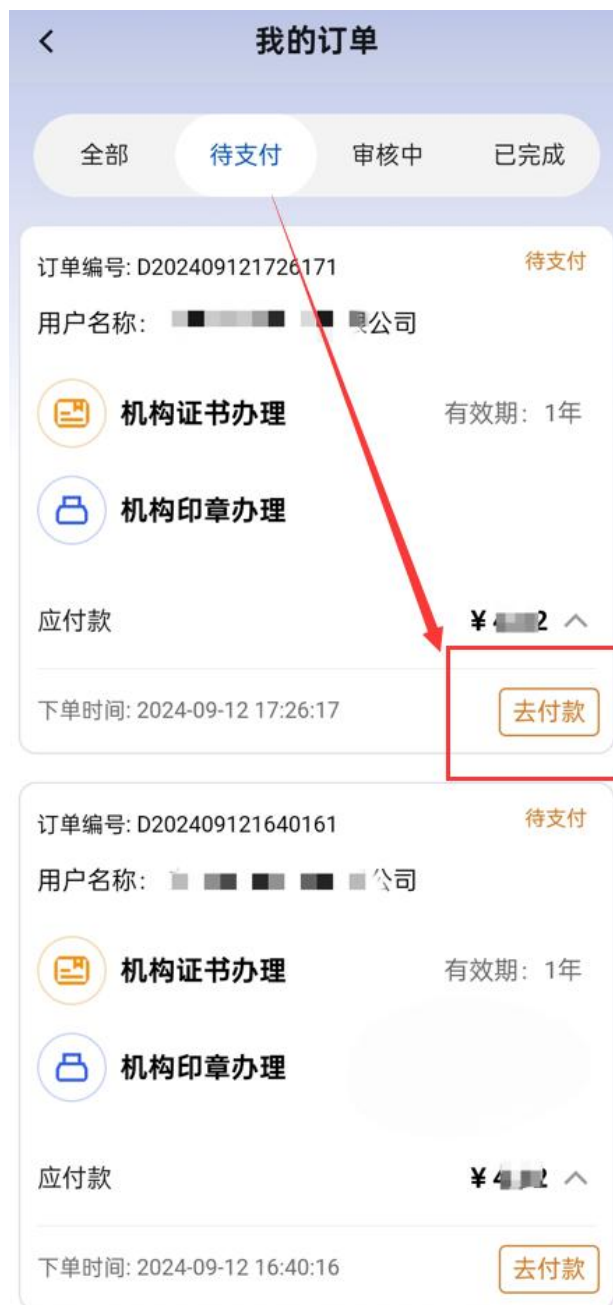 我的订单
全部 待支付 审核中 已完成
订单编号: D202409121726171 待支付
用户名称： 公司
机构证书办理 有效期：1年
机构印章办理
应付款 ¥
下单时间: 2024-09-12 17:26:17 去付款
订单编号: D202409121640161 待支付
用户名称： 公司
机构证书办理 有效期：1年
机构印章办理
应付款 ¥
下单时间: 2024-09-12 16:40:16 去付款